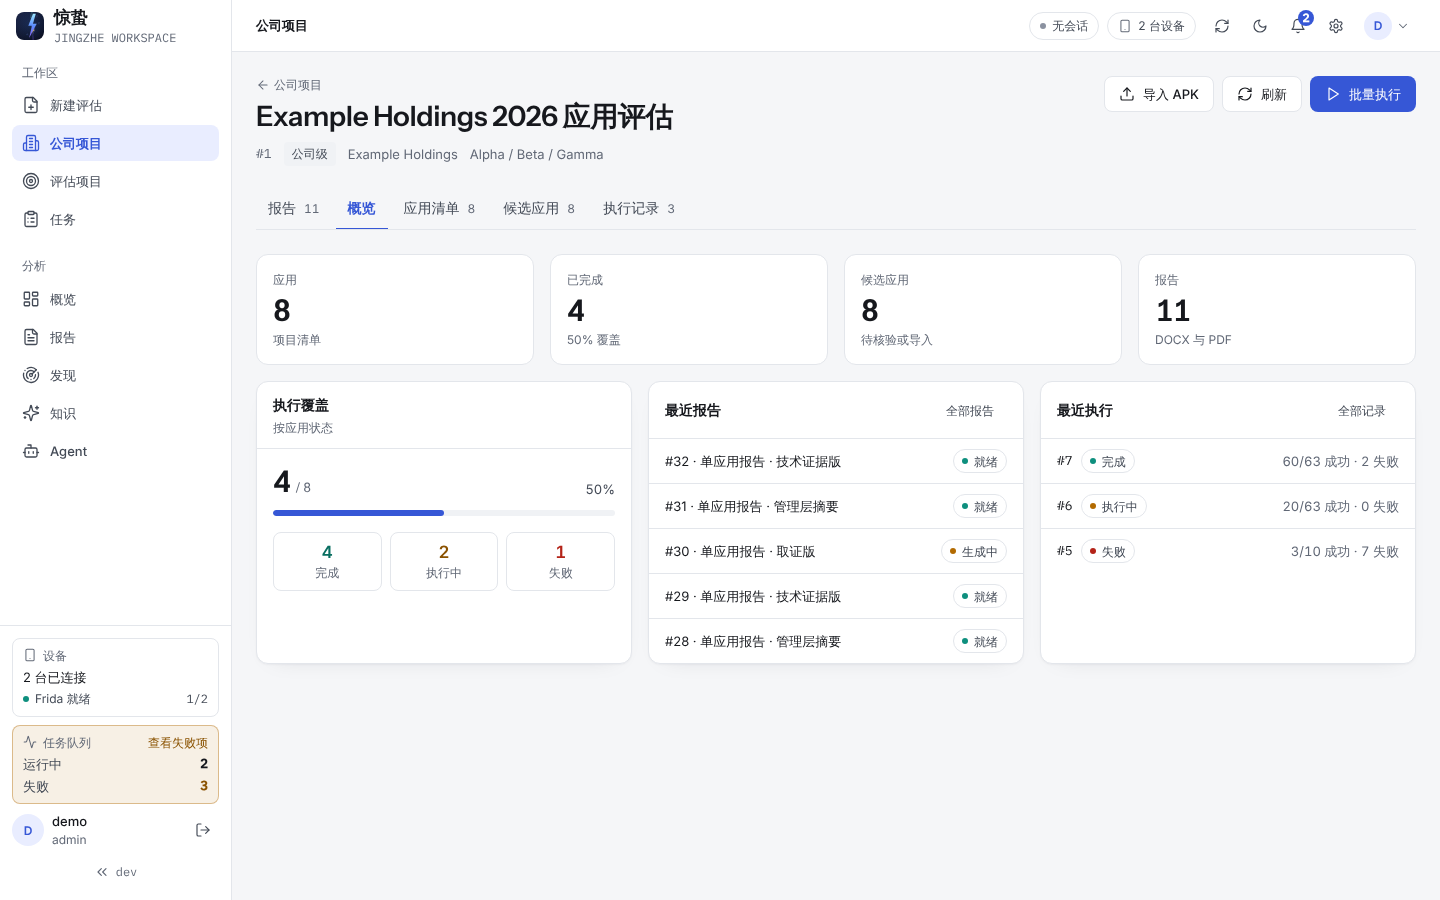 惊蛰
JINGZHE WORKSPACE
工作区
新建评估
公司项目
评估项目
任务
分析
概览
报告
发现
知识
Agent
设备
2 台已连接
Frida 就绪 1/2
任务队列 查看失败项
运行中 2
失败 3
D demo
admin
dev
公司项目 无会话 2 台设备 2 D
公司项目
Example Holdings 2026 应用评估
导入 APK 刷新 批量执行
#1 公司级 Example Holdings Alpha / Beta / Gamma
报告 11 概览 应用清单 8 候选应用 8 执行记录 3
应用
8
项目清单
已完成
4
50% 覆盖
候选应用
8
待核验或导入
报告
11
DOCX 与 PDF
执行覆盖
按应用状态
4 / 8 50%
4
完成
2
执行中
1
失败
最近报告 全部报告
#32 · 单应用报告 · 技术证据版 就绪
#31 · 单应用报告 · 管理层摘要 就绪
#30 · 单应用报告 · 取证版 生成中
#29 · 单应用报告 · 技术证据版 就绪
#28 · 单应用报告 · 管理层摘要 就绪
最近执行 全部记录
#7 完成 60/63 成功 · 2 失败
#6 执行中 20/63 成功 · 0 失败
#5 失败 3/10 成功 · 7 失败